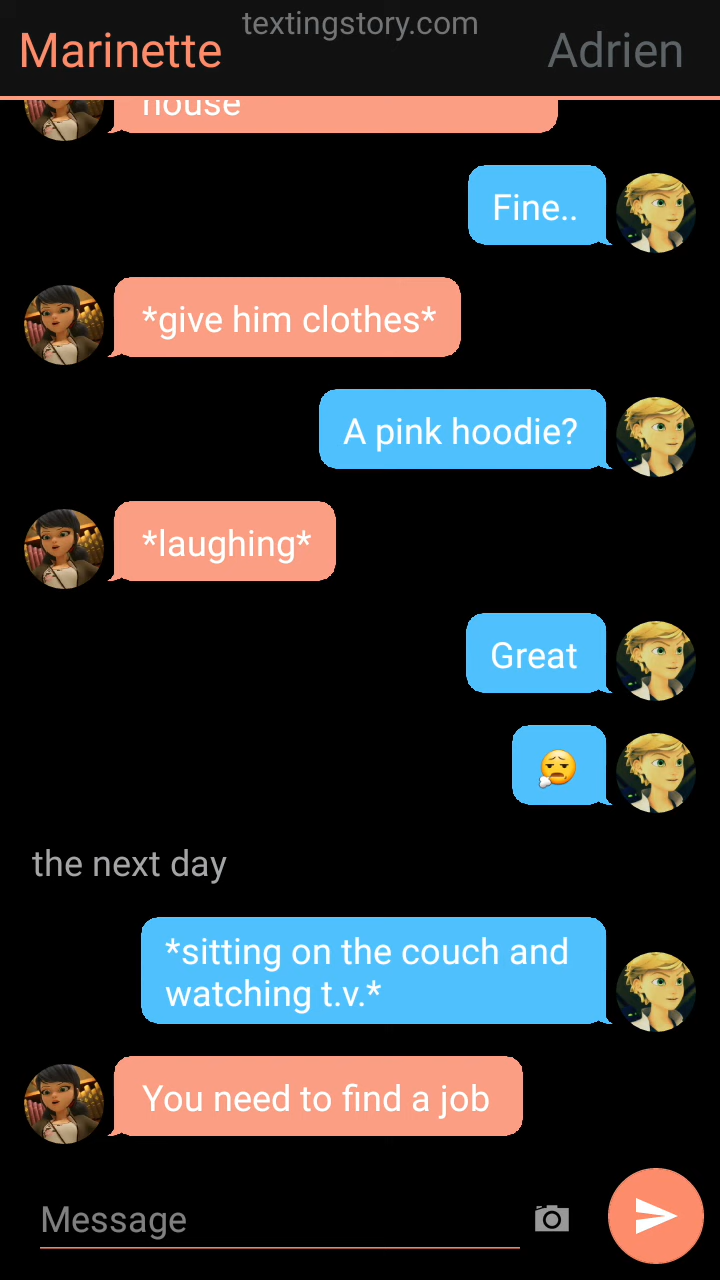 textingstory.com
Marinette
Adrien
house
Fine..
*give him clothes*
A pink hoodie?
*laughing*
Great
😮‍💨
the next day
*sitting on the couch and
watching t.v.*
You need to find a job
Message